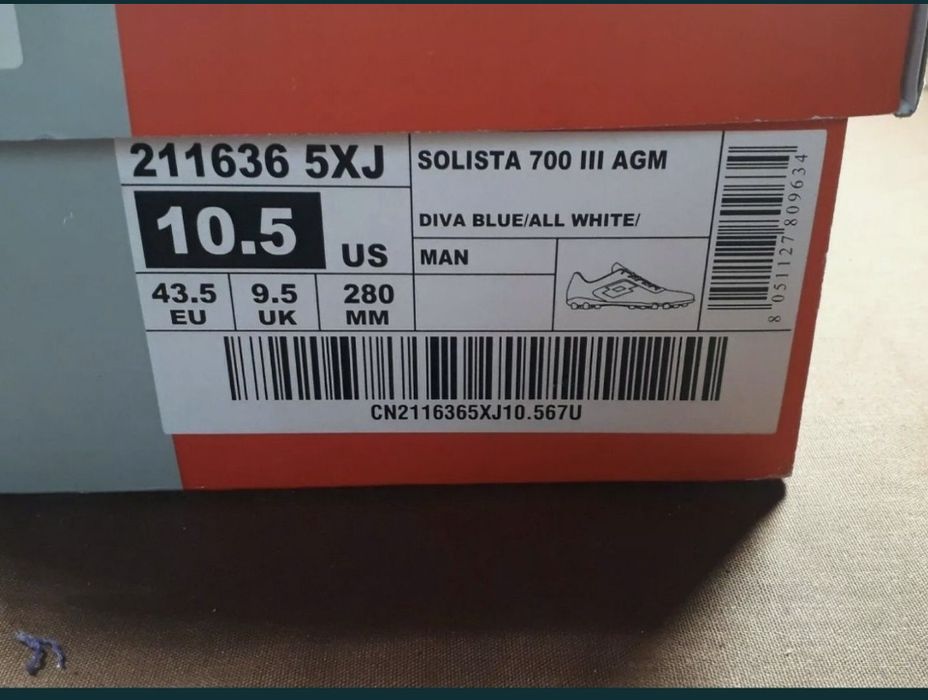 211636 5XJ
SOLISTA 700 III AGM
DIVA BLUE/ALL WHITE/
10.5 US
MAN
43.5 EU
9.5 UK
280 MM
8 051127 809634
CN2116365XJ10.567U